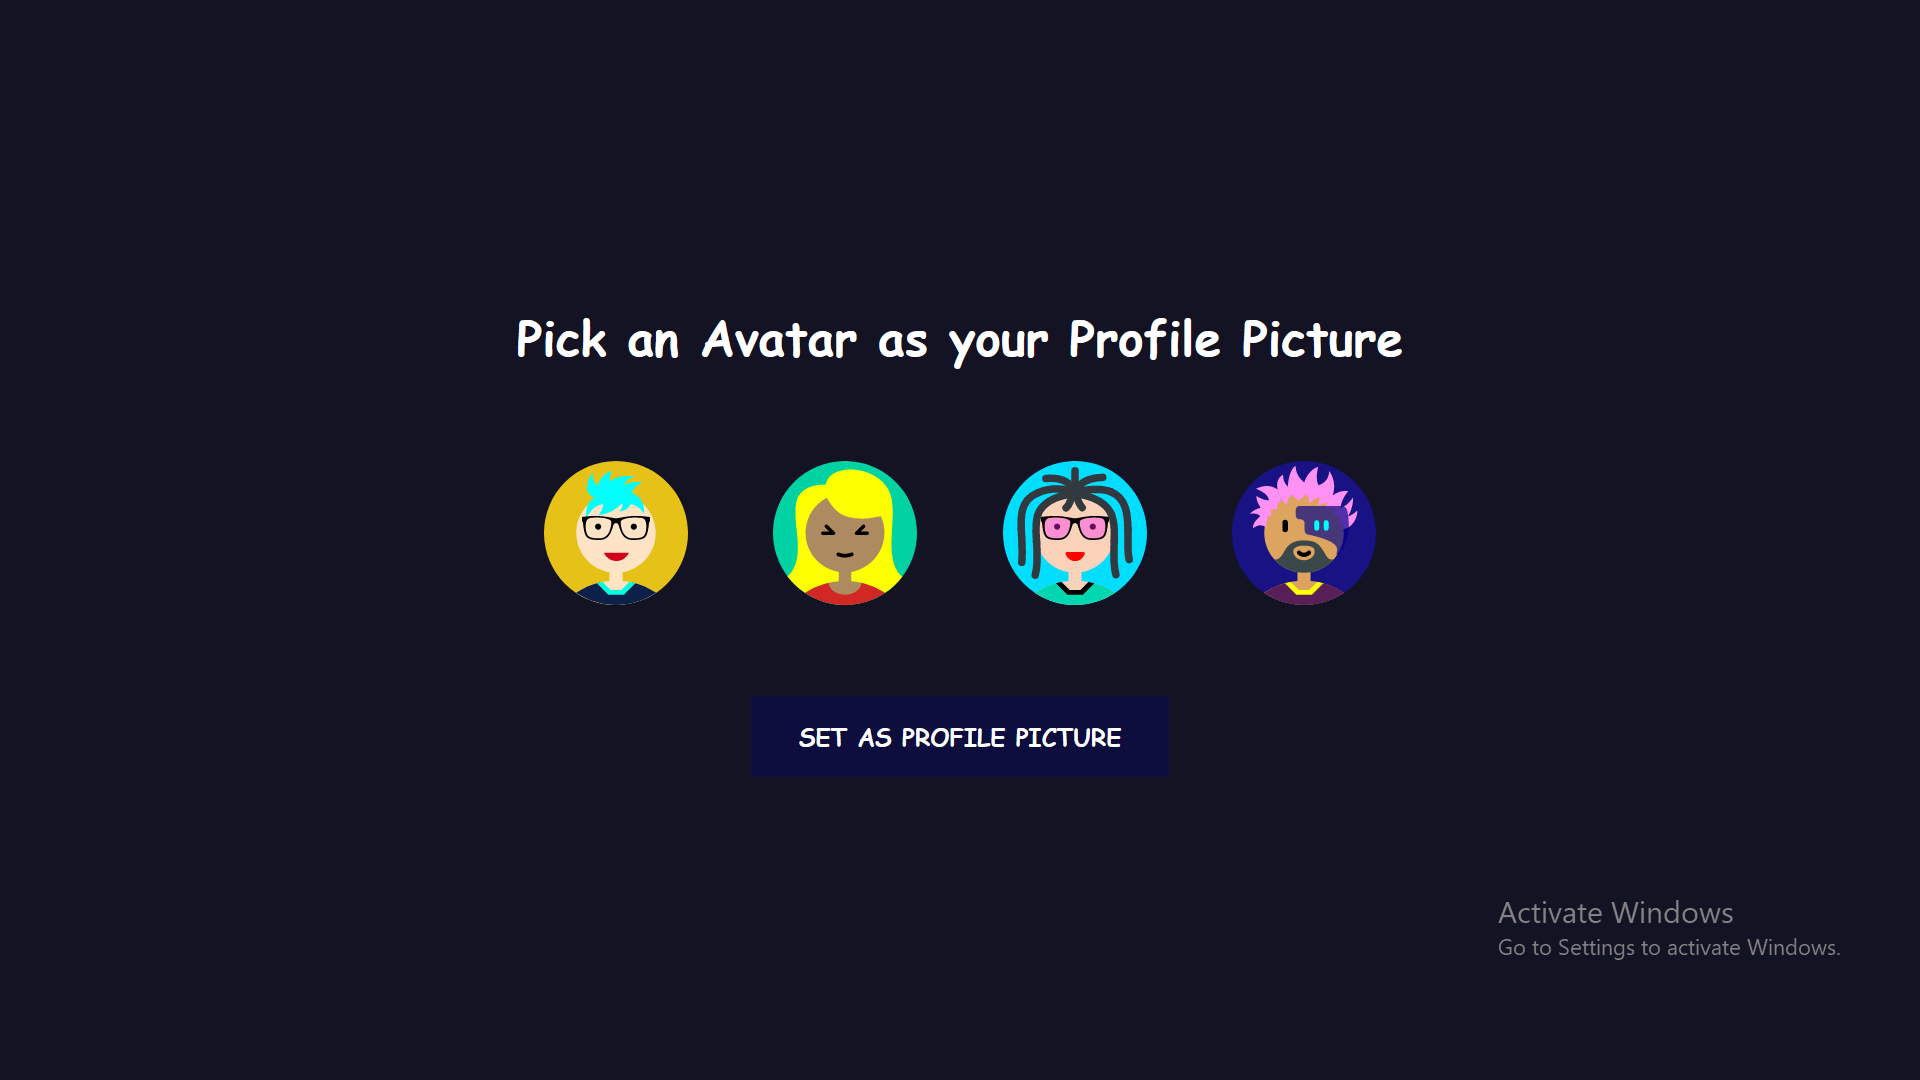 Pick an Avatar as your Profile Picture
SET AS PROFILE PICTURE
Activate Windows
Go to Settings to activate Windows.